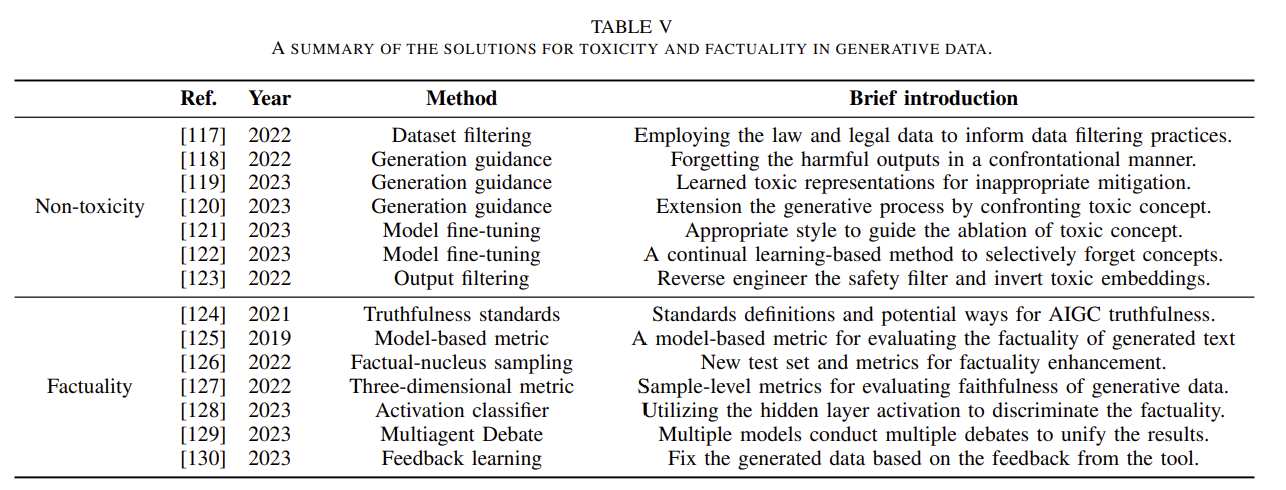 TABLE V
A SUMMARY OF THE SOLUTIONS FOR TOXICITY AND FACTUALITY IN GENERATIVE DATA.
Ref. Year Method Brief introduction
Non-toxicity
[117] 2022 Dataset filtering Employing the law and legal data to inform data filtering practices.
[118] 2022 Generation guidance Forgetting the harmful outputs in a confrontational manner.
[119] 2023 Generation guidance Learned toxic representations for inappropriate mitigation.
[120] 2023 Generation guidance Extension the generative process by confronting toxic concept.
[121] 2023 Model fine-tuning Appropriate style to guide the ablation of toxic concept.
[122] 2023 Model fine-tuning A continual learning-based method to selectively forget concepts.
[123] 2022 Output filtering Reverse engineer the safety filter and invert toxic embeddings.
Factuality
[124] 2021 Truthfulness standards Standards definitions and potential ways for AIGC truthfulness.
[125] 2019 Model-based metric A model-based metric for evaluating the factuality of generated text
[126] 2022 Factual-nucleus sampling New test set and metrics for factuality enhancement.
[127] 2022 Three-dimensional metric Sample-level metrics for evaluating faithfulness of generative data.
[128] 2023 Activation classifier Utilizing the hidden layer activation to discriminate the factuality.
[129] 2023 Multiagent Debate Multiple models conduct multiple debates to unify the results.
[130] 2023 Feedback learning Fix the generated data based on the feedback from the tool.